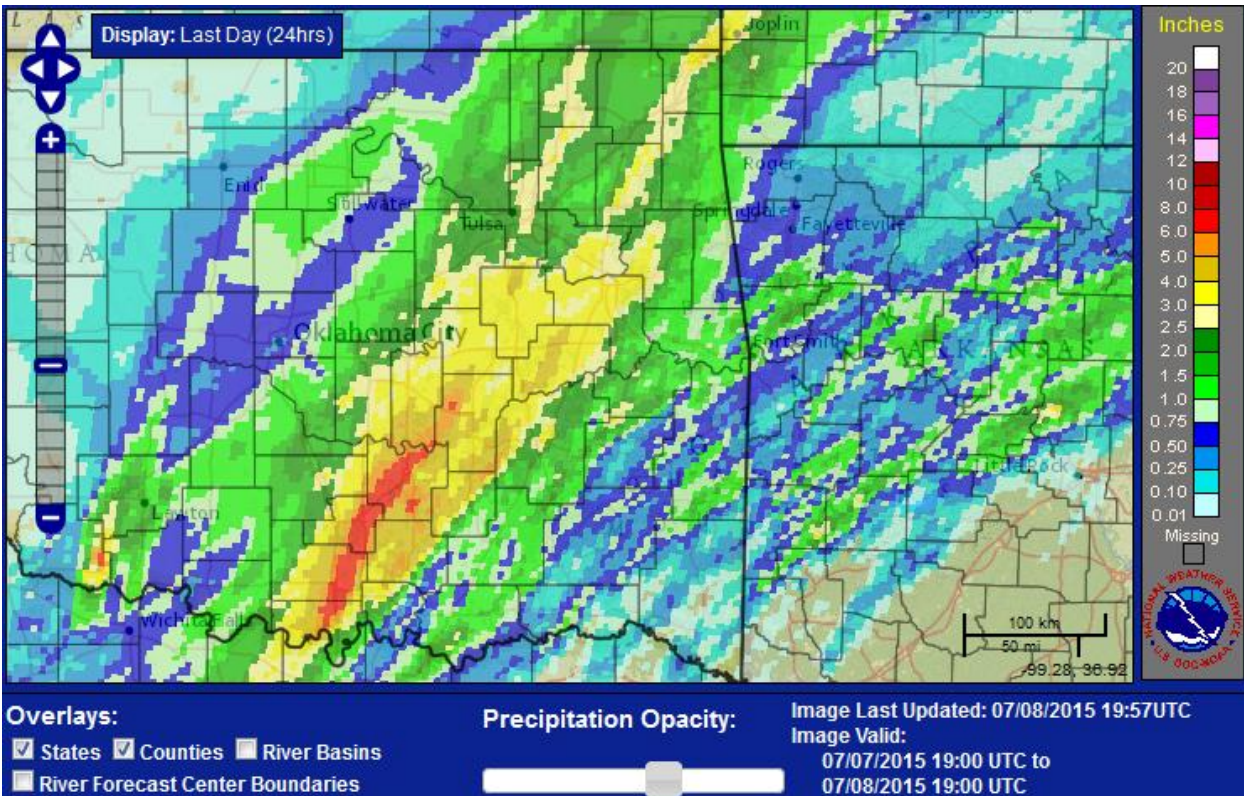 Display: Last Day (24hrs)
Joplin
Inches
20
18
16
14
12
10
8.0
6.0
5.0
4.0
3.0
2.5
2.0
1.5
1.0
0.75
0.50
0.25
0.10
0.01
Missing
Rogers
Enid
Stillwater
Springdale
Tulsa
Fayetteville
Oklahoma City
Fort Smith
Little Rock
Lawton
Wichita Falls
100 km
50 mi
-99.28, 36.92
NATIONAL WEATHER SERVICE
U.S. DOC-NOAA
Overlays:
States Counties River Basins
River Forecast Center Boundaries
Precipitation Opacity:
Image Last Updated: 07/08/2015 19:57UTC
Image Valid:
07/07/2015 19:00 UTC to
07/08/2015 19:00 UTC